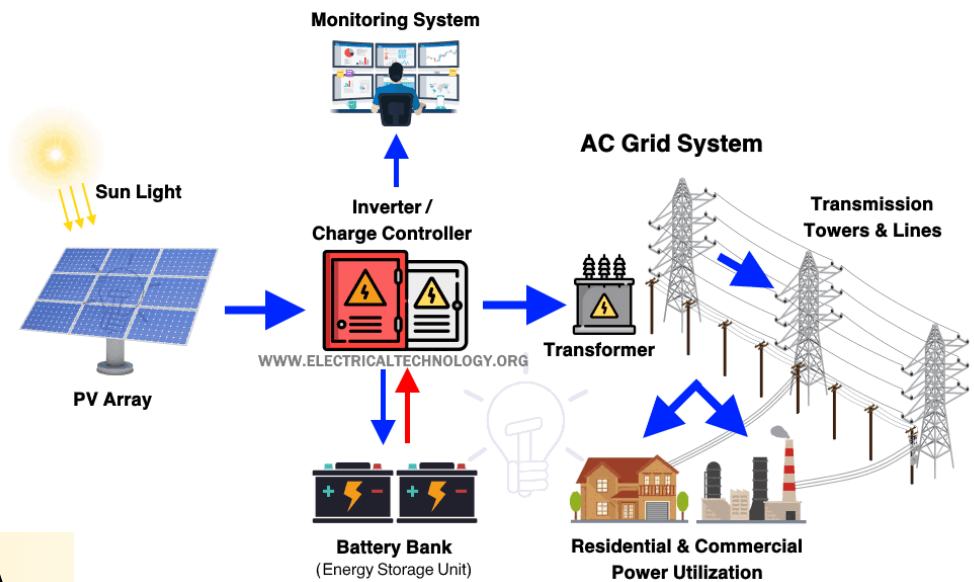 Monitoring System
AC Grid System
Sun Light
Transmission
Towers & Lines
Inverter /
Charge Controller
WWW.ELECTRICALTECHNOLOGY.ORG
Transformer
PV Array
+ - + -
Battery Bank
(Energy Storage Unit)
Residential & Commercial
Power Utilization